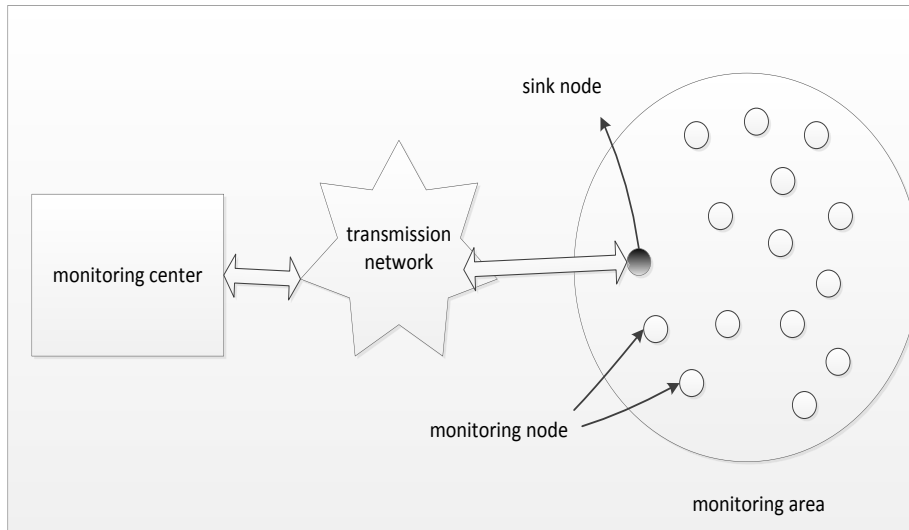 sink node
transmission
network
monitoring center
monitoring node
monitoring area